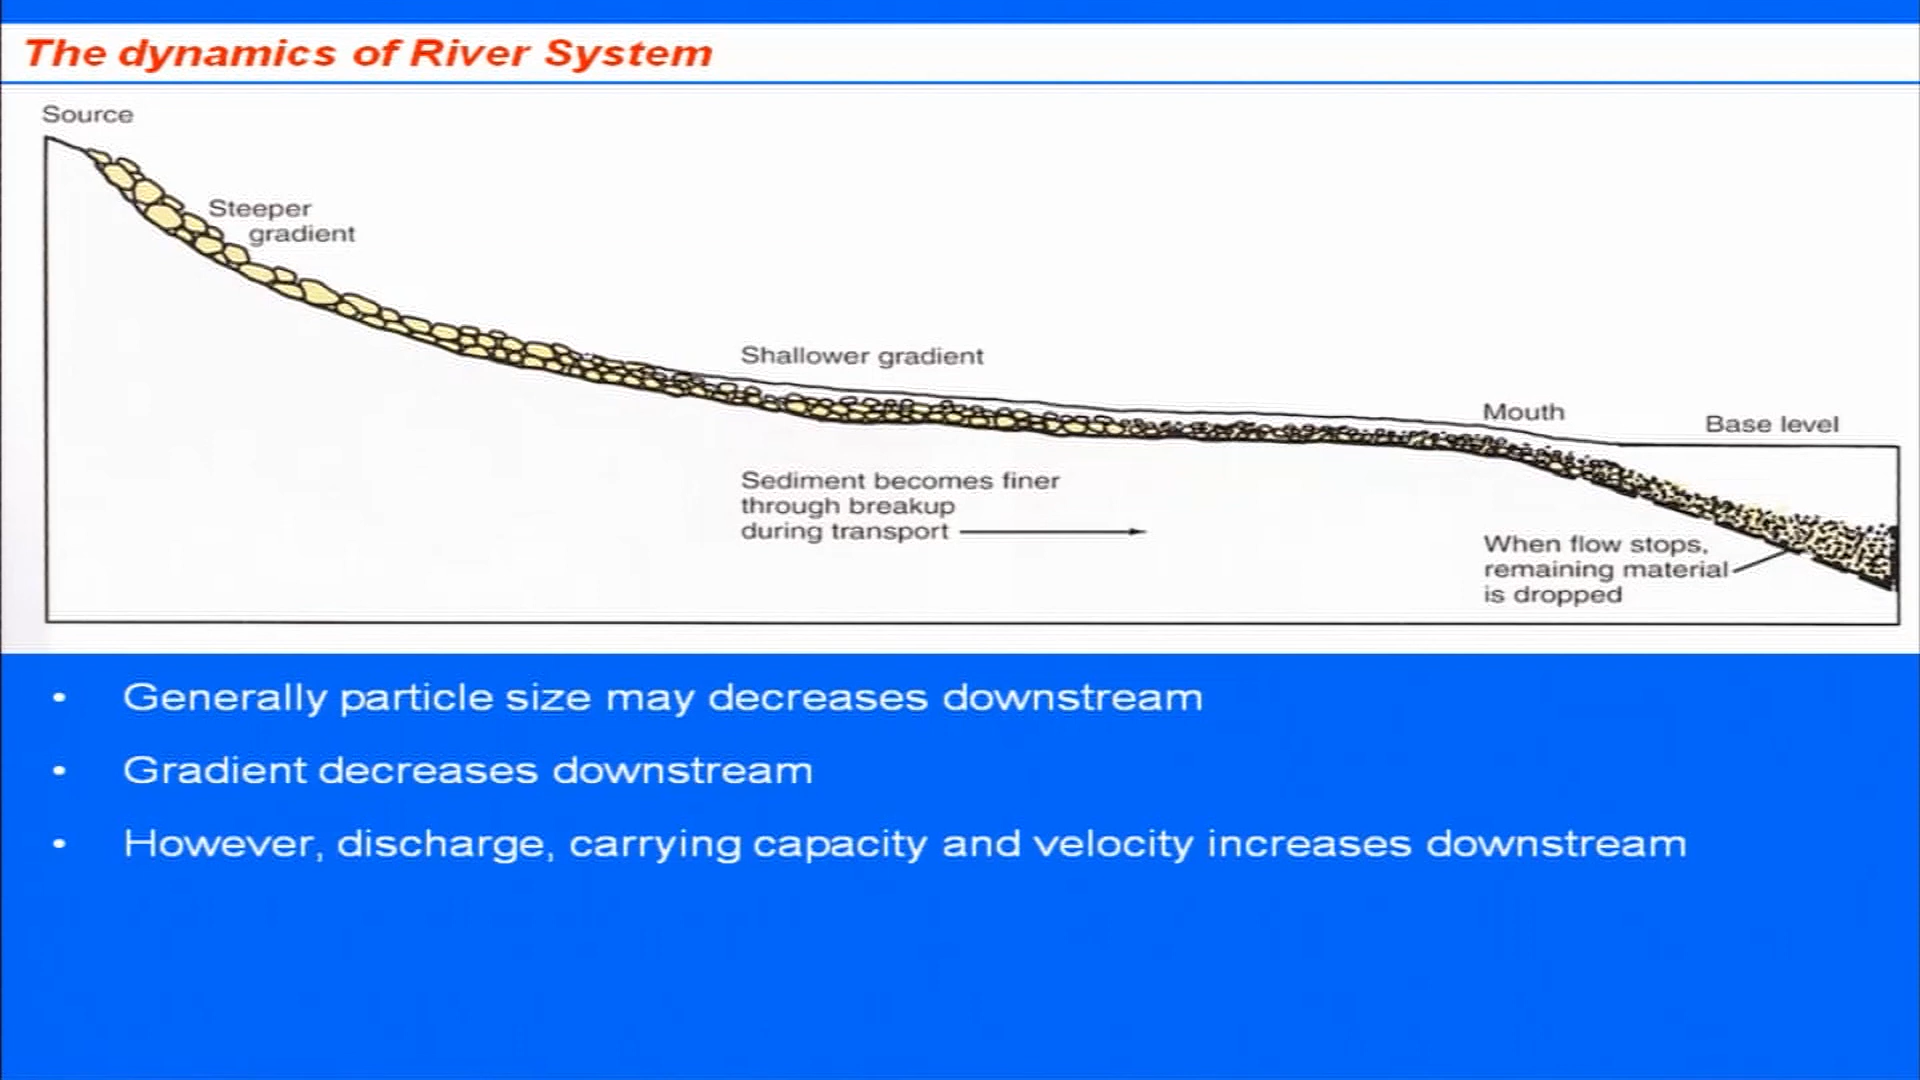 The dynamics of River System
Source
Steeper
gradient
Shallower gradient
Mouth
Base level
Sediment becomes finer
through breakup
during transport
When flow stops,
remaining material
is dropped
• Generally particle size may decreases downstream
• Gradient decreases downstream
• However, discharge, carrying capacity and velocity increases downstream